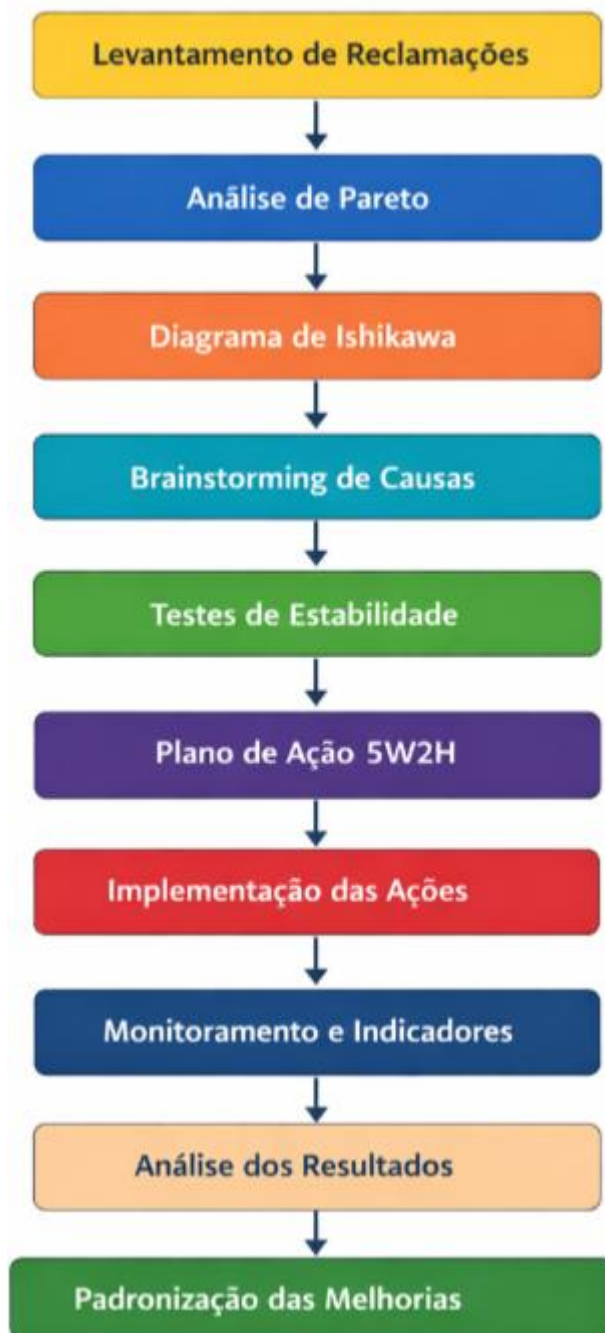 Levantamento de Reclamações
Anãlise de Pareto
Diagrama de Ishikawa
Brainstorming de Causas
Testes de Estabilidade
Plano de Ação 5W2H
Implementação das Ações
Monitoramento e Indicadores
Análise dos Resultados
Padronização das Melhorias